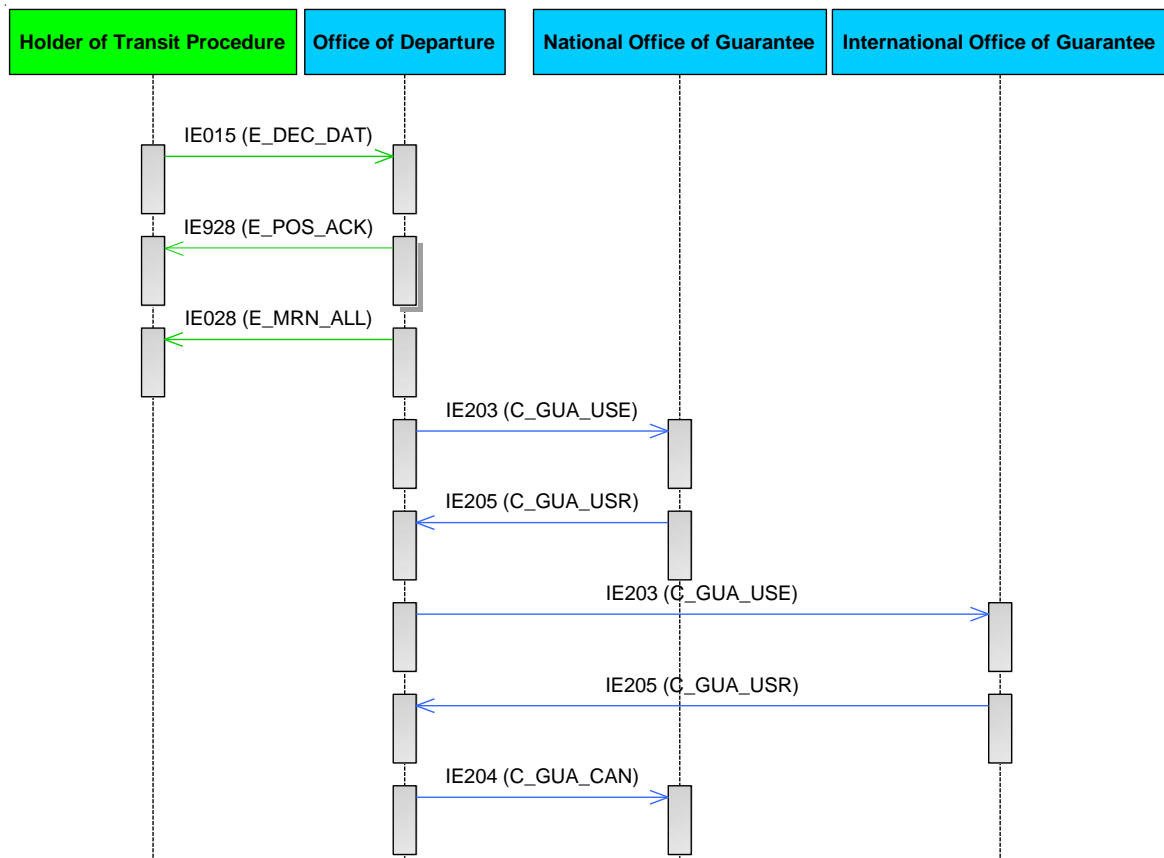 Holder of Transit Procedure
Office of Departure
National Office of Guarantee
International Office of Guarantee
IE015 (E_DEC_DAT)
IE928 (E_POS_ACK)
IE028 (E_MRN_ALL)
IE203 (C_GUA_USE)
IE205 (C_GUA_USR)
IE203 (C_GUA_USE)
IE205 (C_GUA_USR)
IE204 (C_GUA_CAN)